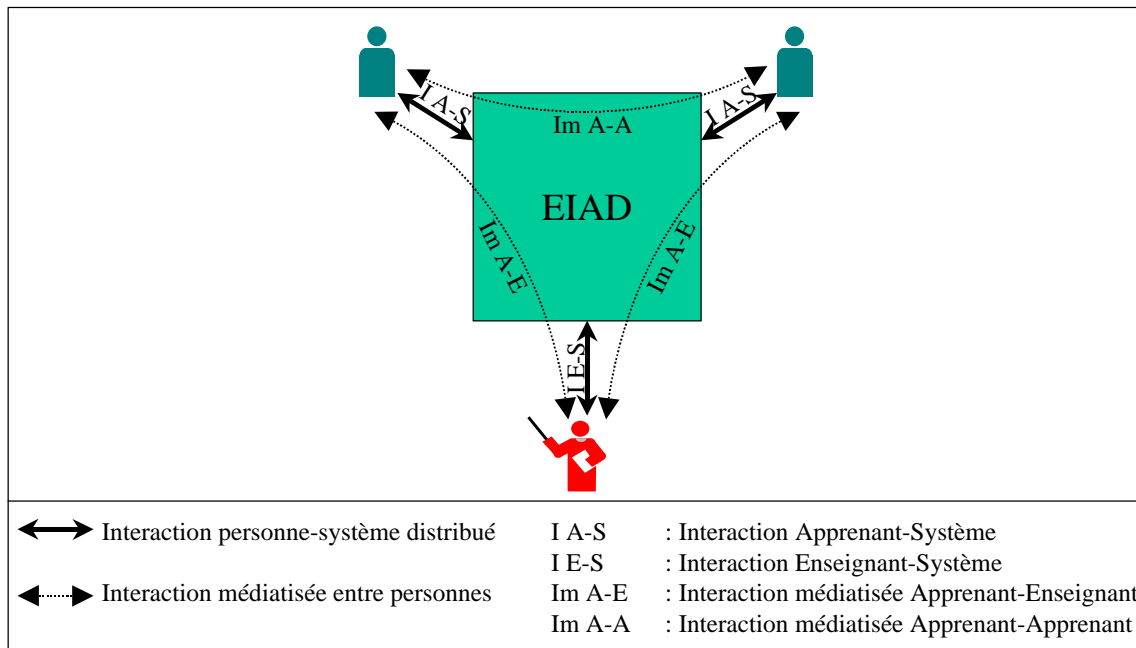 I A-S
I A-S
Im A-A
EIAD
Im A-E
Im A-E
I E-S
Interaction personne-système distribué
I A-S : Interaction Apprenant-Système
I E-S : Interaction Enseignant-Système
Interaction médiatisée entre personnes
Im A-E : Interaction médiatisée Apprenant-Enseignant
Im A-A : Interaction médiatisée Apprenant-Apprenant